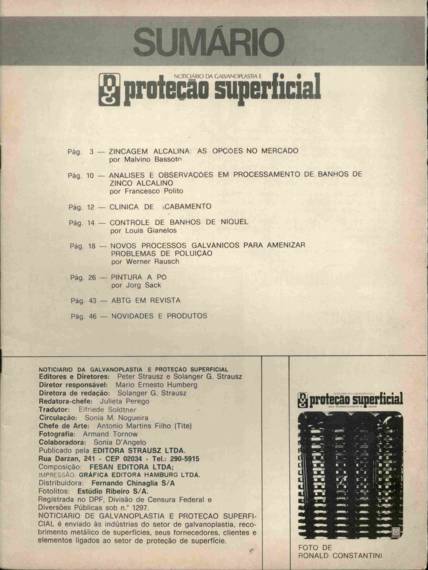 SUMÁRIO
NOTICIÁRIO DA GALVANOPLASTIA E
proteção superficial
Pág. 3 — ZINCAGEM ALCALINA: AS OPÇÕES NO MERCADO
por Malvino Bassoto
Pág. 10 — ANÁLISES E OBSERVAÇÕES EM PROCESSAMENTO DE BANHOS DE
ZINCO ALCALINO
por Francesco Polito
Pág. 12 — CLÍNICA DE ACABAMENTO
Pág. 14 — CONTROLE DE BANHOS DE NÍQUEL
por Louis Gianelos
Pág. 18 — NOVOS PROCESSOS GALVÂNICOS PARA AMENIZAR
PROBLEMAS DE POLUIÇÃO
por Werner Rausch
Pág. 26 — PINTURA A PÓ
por Jorg Sack
Pág. 43 — ABTG EM REVISTA
Pág. 46 — NOVIDADES E PRODUTOS
NOTICIÁRIO DA GALVANOPLASTIA E PROTEÇÃO SUPERFICIAL
Editores e Diretores: Peter Strausz e Solanger G. Strausz
Diretor responsável: Mario Ernesto Humberg
Diretora de redação: Solanger G. Strausz
Redatora-chefe: Julieta Perego
Tradutor: Elfriede Soldtner
Circulação: Sonia M. Nogueira
Chefe de Arte: Antonio Martins Filho (Tite)
Fotografia: Armand Tornow
Colaboradora: Sonia D'Angelo
Publicado pela EDITORA STRAUSZ LTDA.
Rua Darzan, 241 - CEP 02034 - Tel.: 290-5915
Composição: FESAN EDITORA LTDA;
IMPRESSÃO: GRÁFICA EDITORA HAMBURG LTDA.
Distribuidora: Fernando Chinaglia S/A
Fotolitos: Estúdio Ribeiro S/A.
Registrada no DPF, Divisão de Censura Federal e
Diversões Públicas sob n.º 1297.
NOTICIÁRIO DE GALVANOPLASTIA E PROTEÇÃO SUPERFI-
CIAL é enviado às indústrias do setor de galvanoplastia, reco-
brimento metálico de superfícies, seus fornecedores, clientes e
elementos ligados ao setor de proteção de superfície.
proteção superficial
FOTO DE
RONALD CONSTANTINI